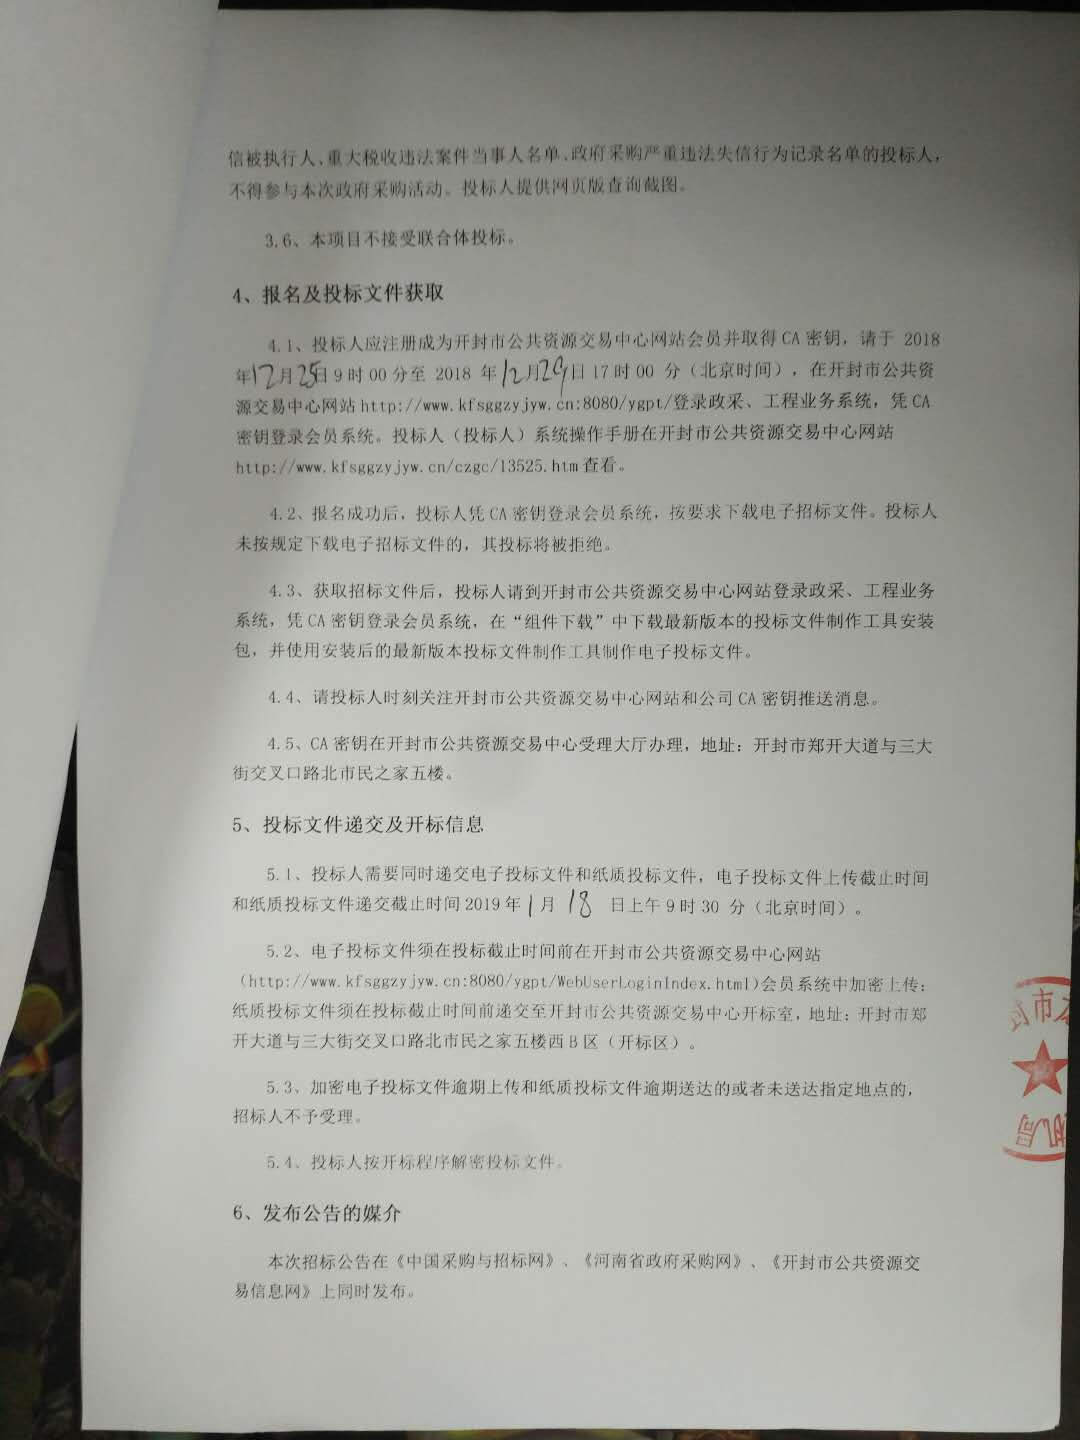 信被执行人、重大税收违法案件当事人名单、政府采购严重违法失信行为记录名单的投标人，
不得参与本次政府采购活动。投标人提供网页版查询截图。
3.6、本项目不接受联合体投标。
4、报名及投标文件获取
4.1、投标人应注册成为开封市公共资源交易中心网站会员并取得CA密钥，请于 2018
年12月25日9时00分至 2018 年12月29日17时00 分（北京时间），在开封市公共资
源交易中心网站http://www.kfsggzyjyw.cn:8080/ygpt/登录政采、工程业务系统，凭CA
密钥登录会员系统。投标人（投标人）系统操作手册在开封市公共资源交易中心网站
http://www.kfsggzyjyw.cn/czgc/13525.htm查看。
4.2、报名成功后，投标人凭CA密钥登录会员系统，按要求下载电子招标文件。投标人
未按规定下载电子招标文件的，其投标将被拒绝。
4.3、获取招标文件后，投标人请到开封市公共资源交易中心网站登录政采、工程业务
系统，凭CA密钥登录会员系统，在“组件下载”中下载最新版本的投标文件制作工具安装
包，并使用安装后的最新版本投标文件制作工具制作电子投标文件。
4.4、请投标人时刻关注开封市公共资源交易中心网站和公司CA密钥推送消息。
4.5、CA密钥在开封市公共资源交易中心受理大厅办理，地址：开封市郑开大道与三大
街交叉口路北市民之家五楼。
5、投标文件递交及开标信息
5.1、投标人需要同时递交电子投标文件和纸质投标文件，电子投标文件上传截止时间
和纸质投标文件递交截止时间2019年1月 18 日上午9时30 分（北京时间）。
5.2、电子投标文件须在投标截止时间前在开封市公共资源交易中心网站
（http://www.kfsggzyjyw.cn:8080/ygpt/WebUserLoginIndex.html)会员系统中加密上传；
纸质投标文件须在投标截止时间前递交至开封市公共资源交易中心开标室，地址：开封市郑
开大道与三大街交叉口路北市民之家五楼西B区（开标区）。
5.3、加密电子投标文件逾期上传和纸质投标文件逾期送达的或者未送达指定地点的，
招标人不予受理。
5.4、投标人按开标程序解密投标文件。
6、发布公告的媒介
本次招标公告在《中国采购与招标网》、《河南省政府采购网》、《开封市公共资源交
易信息网》上同时发布。